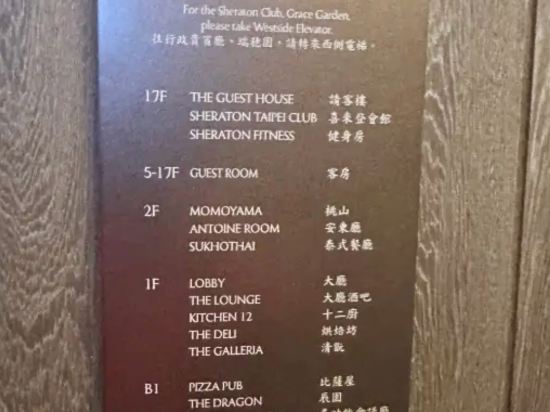 For the Sheraton Club, Grace Garden,
please take Westside Elevator.
往行政貴賓廳、瑞穗園，請轉乘西側電梯。
17F THE GUEST HOUSE 請客樓
SHERATON TAIPEI CLUB 喜來登會館
SHERATON FITNESS 健身房
5-17F GUEST ROOM 客房
2F MOMOYAMA 桃山
ANTOINE ROOM 安東廳
SUKHOTHAI 泰式餐廳
1F LOBBY 大廳
THE LOUNGE 大廳酒吧
KITCHEN 12 十二廚
THE DELI 烘焙坊
THE GALLERIA 清翫
B1 PIZZA PUB 比薩屋
THE DRAGON 辰園